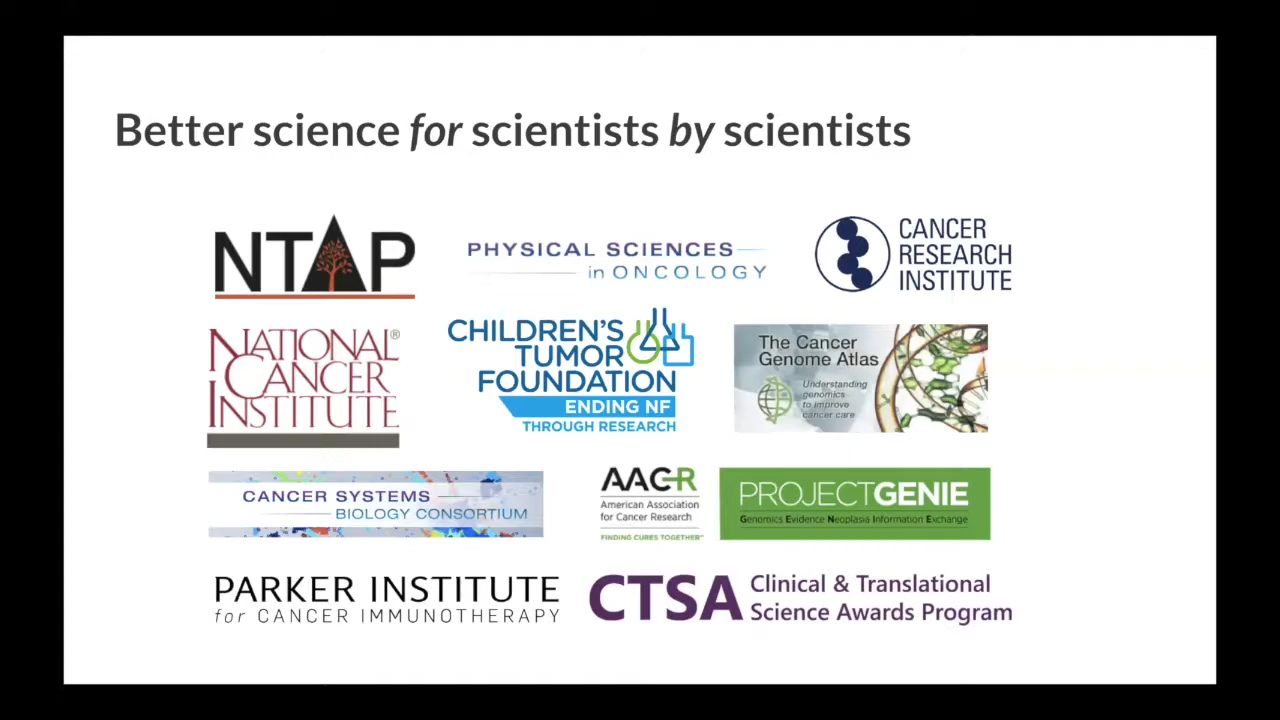 Better science for scientists by scientists
NTAP
PHYSICAL SCIENCES
in ONCOLOGY
CANCER
RESEARCH
INSTITUTE
NATIONAL®
CANCER
INSTITUTE
CHILDREN'S
TUMOR
FOUNDATION
ENDING NF
THROUGH RESEARCH
The Cancer
Genome Atlas
Understanding
genomics
to improve
cancer care
CANCER SYSTEMS
BIOLOGY CONSORTIUM
AACR
American Association
for Cancer Research
FINDING CURES TOGETHER™
PROJECTGENIE
Genomics Evidence Neoplasia Information Exchange
PARKER INSTITUTE
for CANCER IMMUNOTHERAPY
CTSA
Clinical & Translational
Science Awards Program